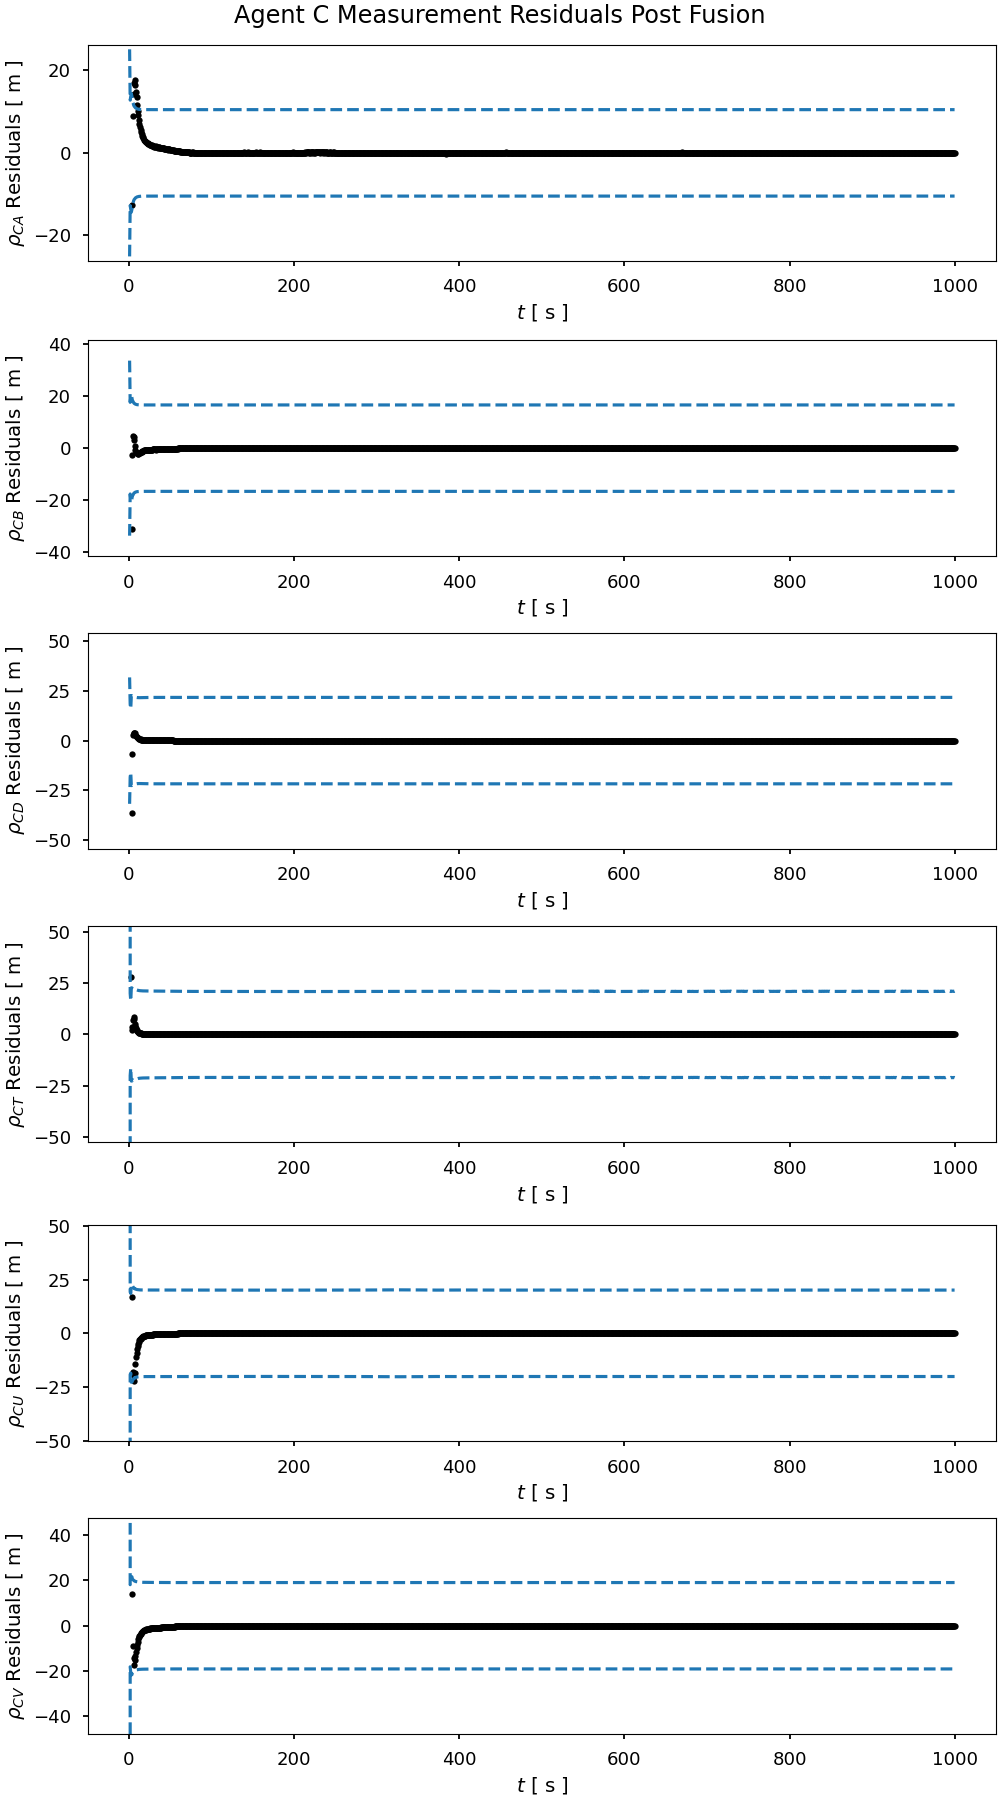 Agent C Measurement Residuals Post Fusion
ρCA Residuals [ m ]
20
0
−20
0 200 400 600 800 1000
t [ s ]
ρCB Residuals [ m ]
40
20
0
−20
−40
0 200 400 600 800 1000
t [ s ]
ρCD Residuals [ m ]
50
25
0
−25
−50
0 200 400 600 800 1000
t [ s ]
ρCT Residuals [ m ]
50
25
0
−25
−50
0 200 400 600 800 1000
t [ s ]
ρCU Residuals [ m ]
50
25
0
−25
−50
0 200 400 600 800 1000
t [ s ]
ρCV Residuals [ m ]
40
20
0
−20
−40
0 200 400 600 800 1000
t [ s ]